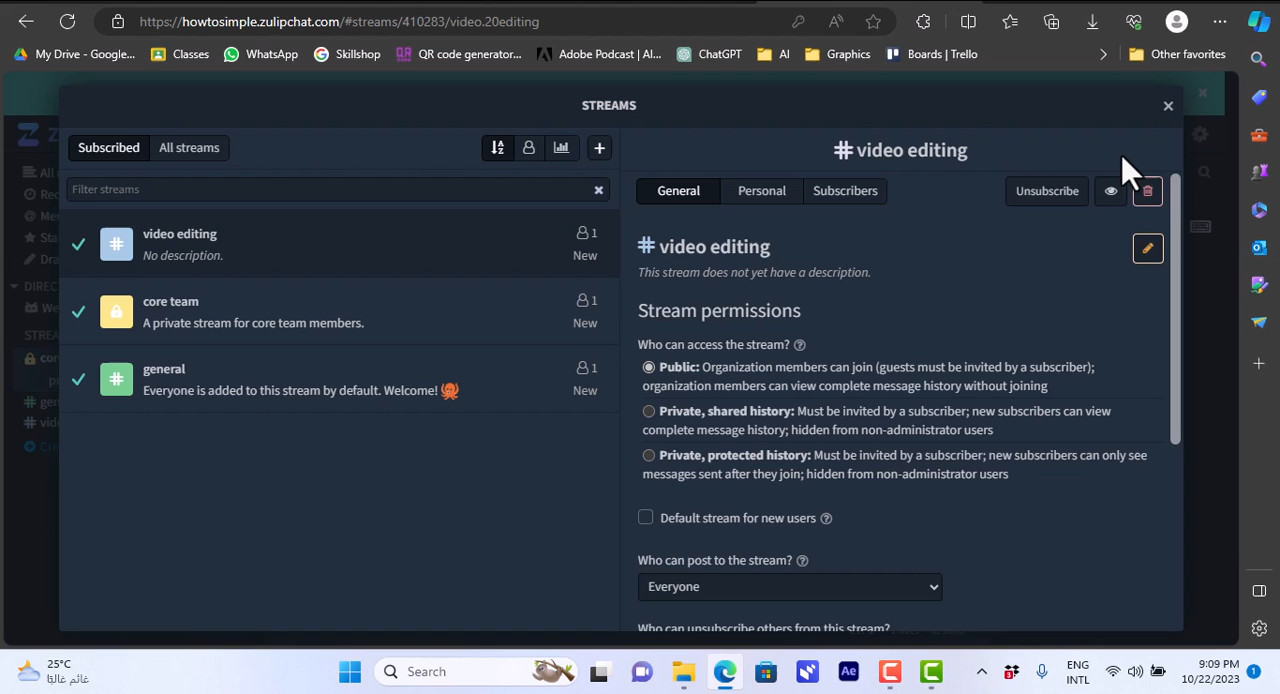 https://howtosimple.zulipchat.com/#streams/410283/video.20editing
My Drive - Google...
Classes
WhatsApp
Skillshop
QR code generator...
Adobe Podcast | AI...
ChatGPT
AI
Graphics
Boards | Trello
Other favorites
STREAMS
Subscribed
All streams
Filter streams
video editing
1
No description.
New
core team
1
A private stream for core team members.
New
general
1
Everyone is added to this stream by default. Welcome!
New
video editing
General
Personal
Subscribers
Unsubscribe
video editing
This stream does not yet have a description.
Stream permissions
Who can access the stream?
Public: Organization members can join (guests must be invited by a subscriber);
organization members can view complete message history without joining
Private, shared history: Must be invited by a subscriber; new subscribers can view
complete message history; hidden from non-administrator users
Private, protected history: Must be invited by a subscriber; new subscribers can only see
messages sent after they join; hidden from non-administrator users
Default stream for new users
Who can post to the stream?
Everyone
Who can unsubscribe others from this stream?
25°C
غائم غالبًا
Search
Ae
3
ENG
INTL
9:09 PM
10/22/2023
1